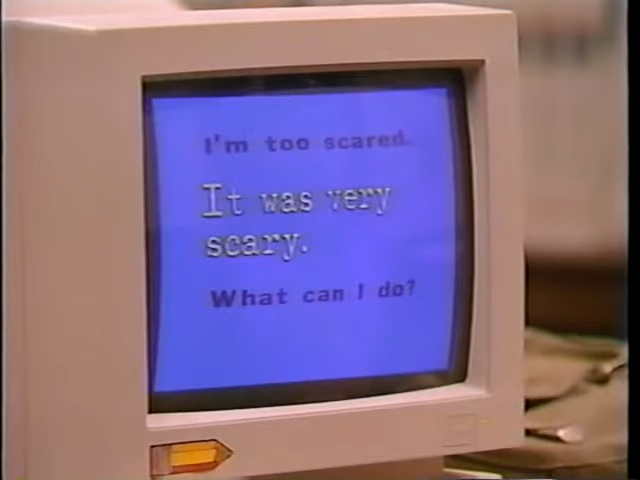 I'm too scared.
It was very
scary.
What can I do?